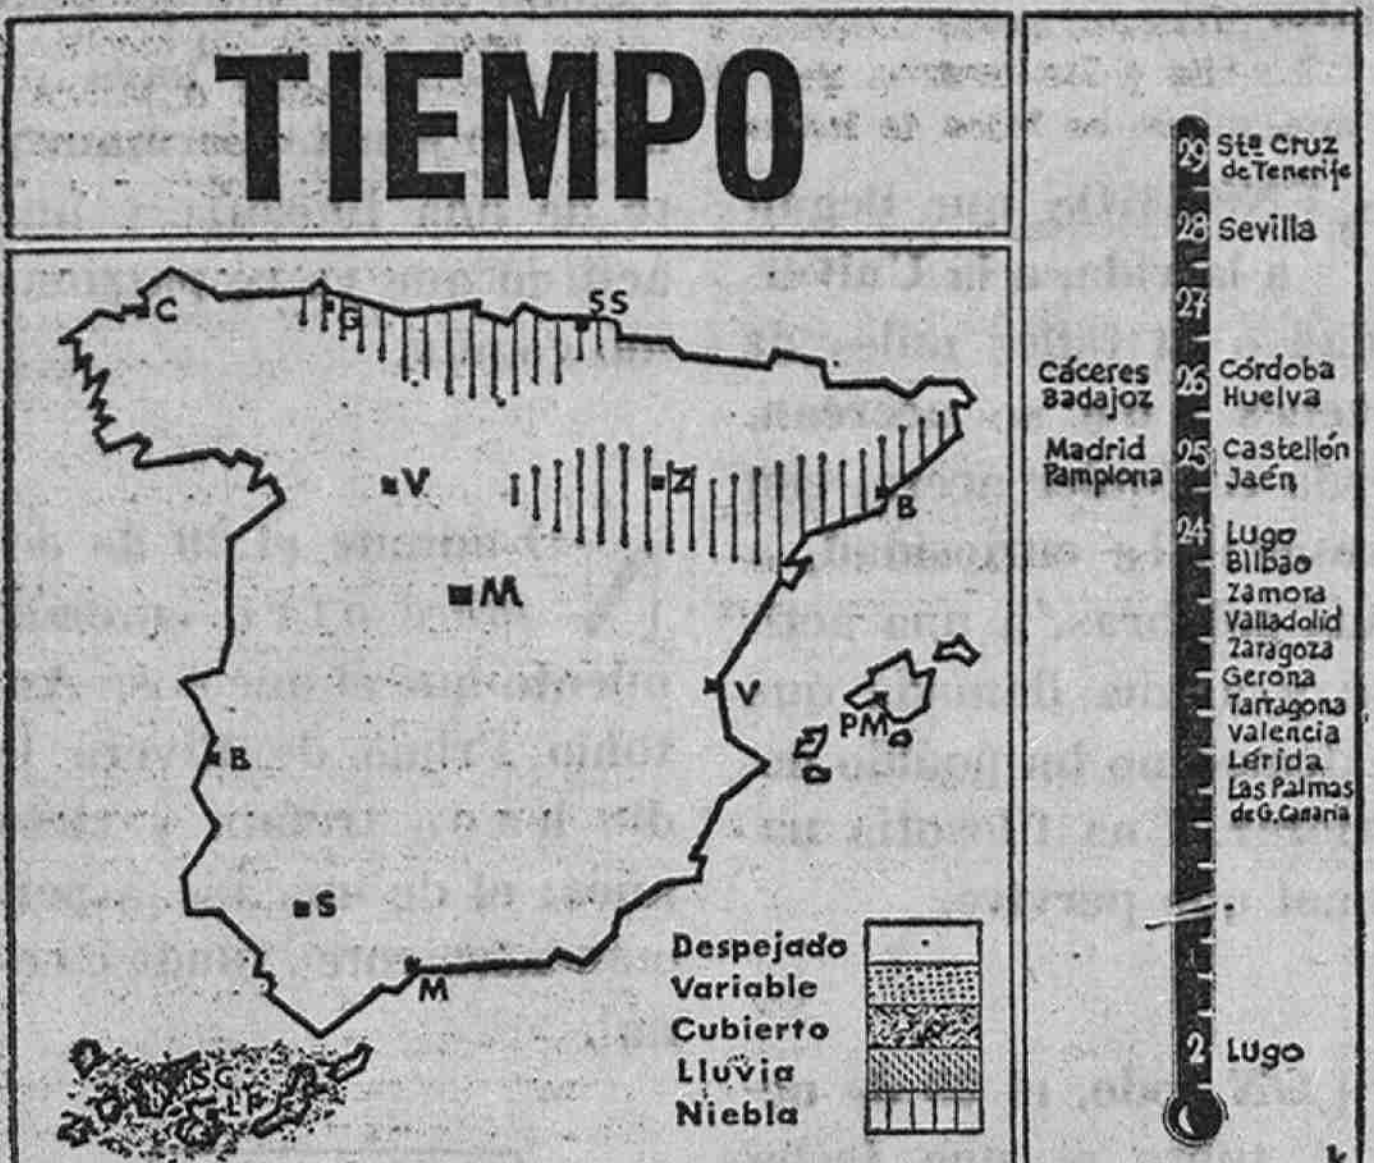 TIEMPO
C
G
SS
V
Z
B
M
V
PM
B
S
M
SC
LP
Despejado
Variable
Cubierto
Lluvia
Niebla
29 Stª Cruz
de Tenerife
28 Sevilla
27
Cáceres 26 Córdoba
Badajoz Huelva
Madrid 25 Castellón
Pamplona Jaén
24 Lugo
Bilbao
Zamora
Valladolid
Zaragoza
Gerona
Tarragona
Valencia
Lérida
Las Palmas
de G. Canaria
2 Lugo